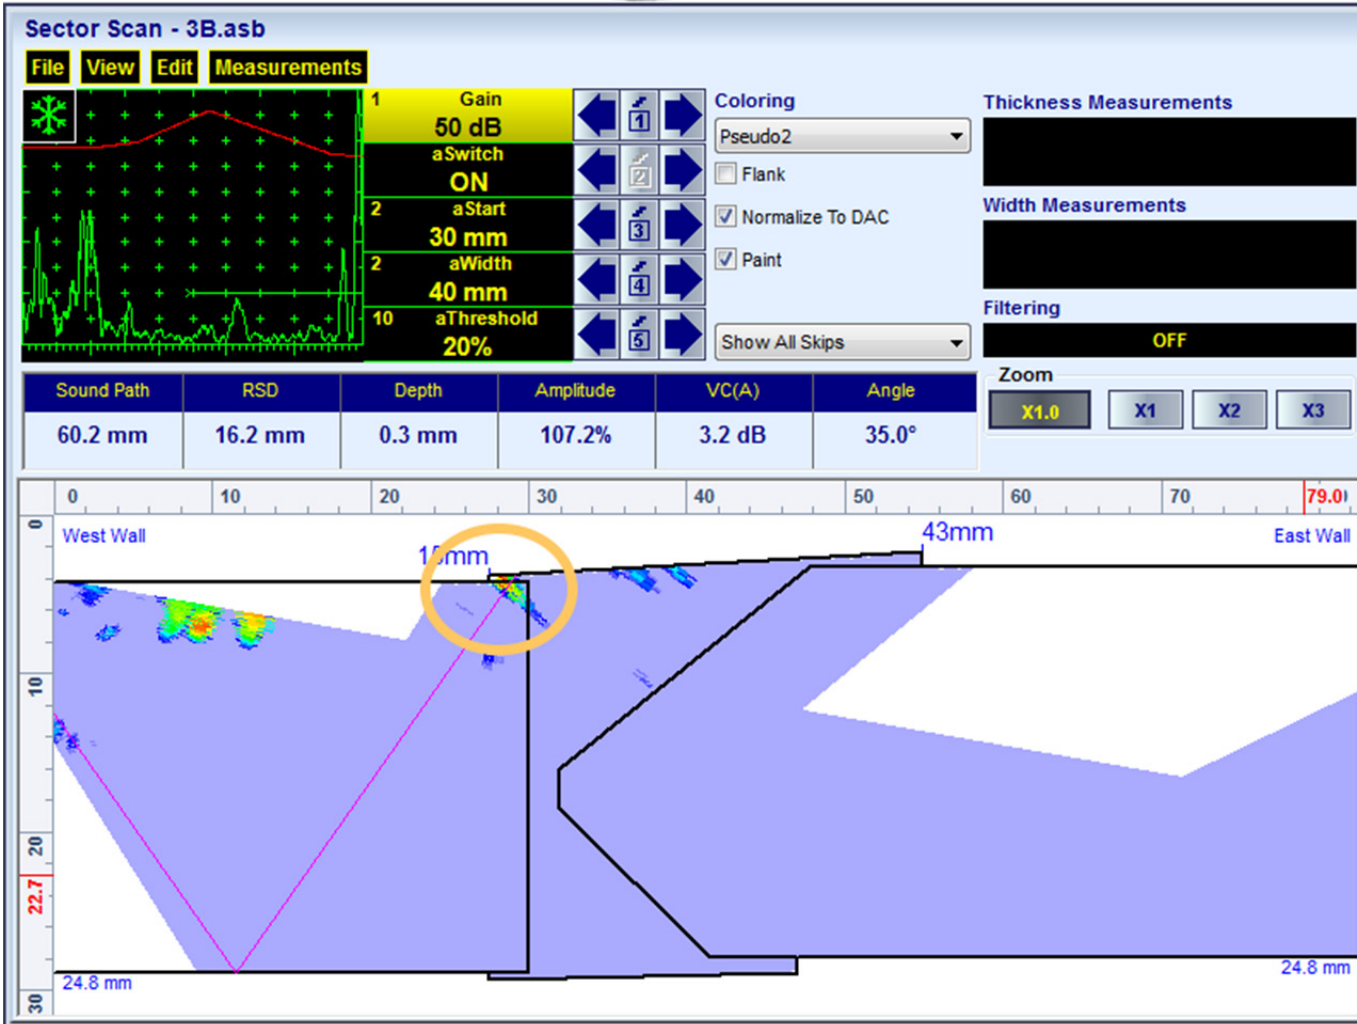 Sector Scan - 3B.asb
File View Edit Measurements
1 Gain
50 dB
1
aSwitch
ON
2
2 aStart
30 mm
3
2 aWidth
40 mm
4
10 aThreshold
20%
5
Coloring
Pseudo2
Flank
Normalize To DAC
Paint
Show All Skips
Thickness Measurements
Width Measurements
Filtering
OFF
Zoom
X1.0 X1 X2 X3
Sound Path RSD Depth Amplitude VC(A) Angle
60.2 mm 16.2 mm 0.3 mm 107.2% 3.2 dB 35.0°
0 10 20 30 40 50 60 70 79.0
0
West Wall
15mm
43mm
East Wall
10
20
22.7
30
24.8 mm
24.8 mm